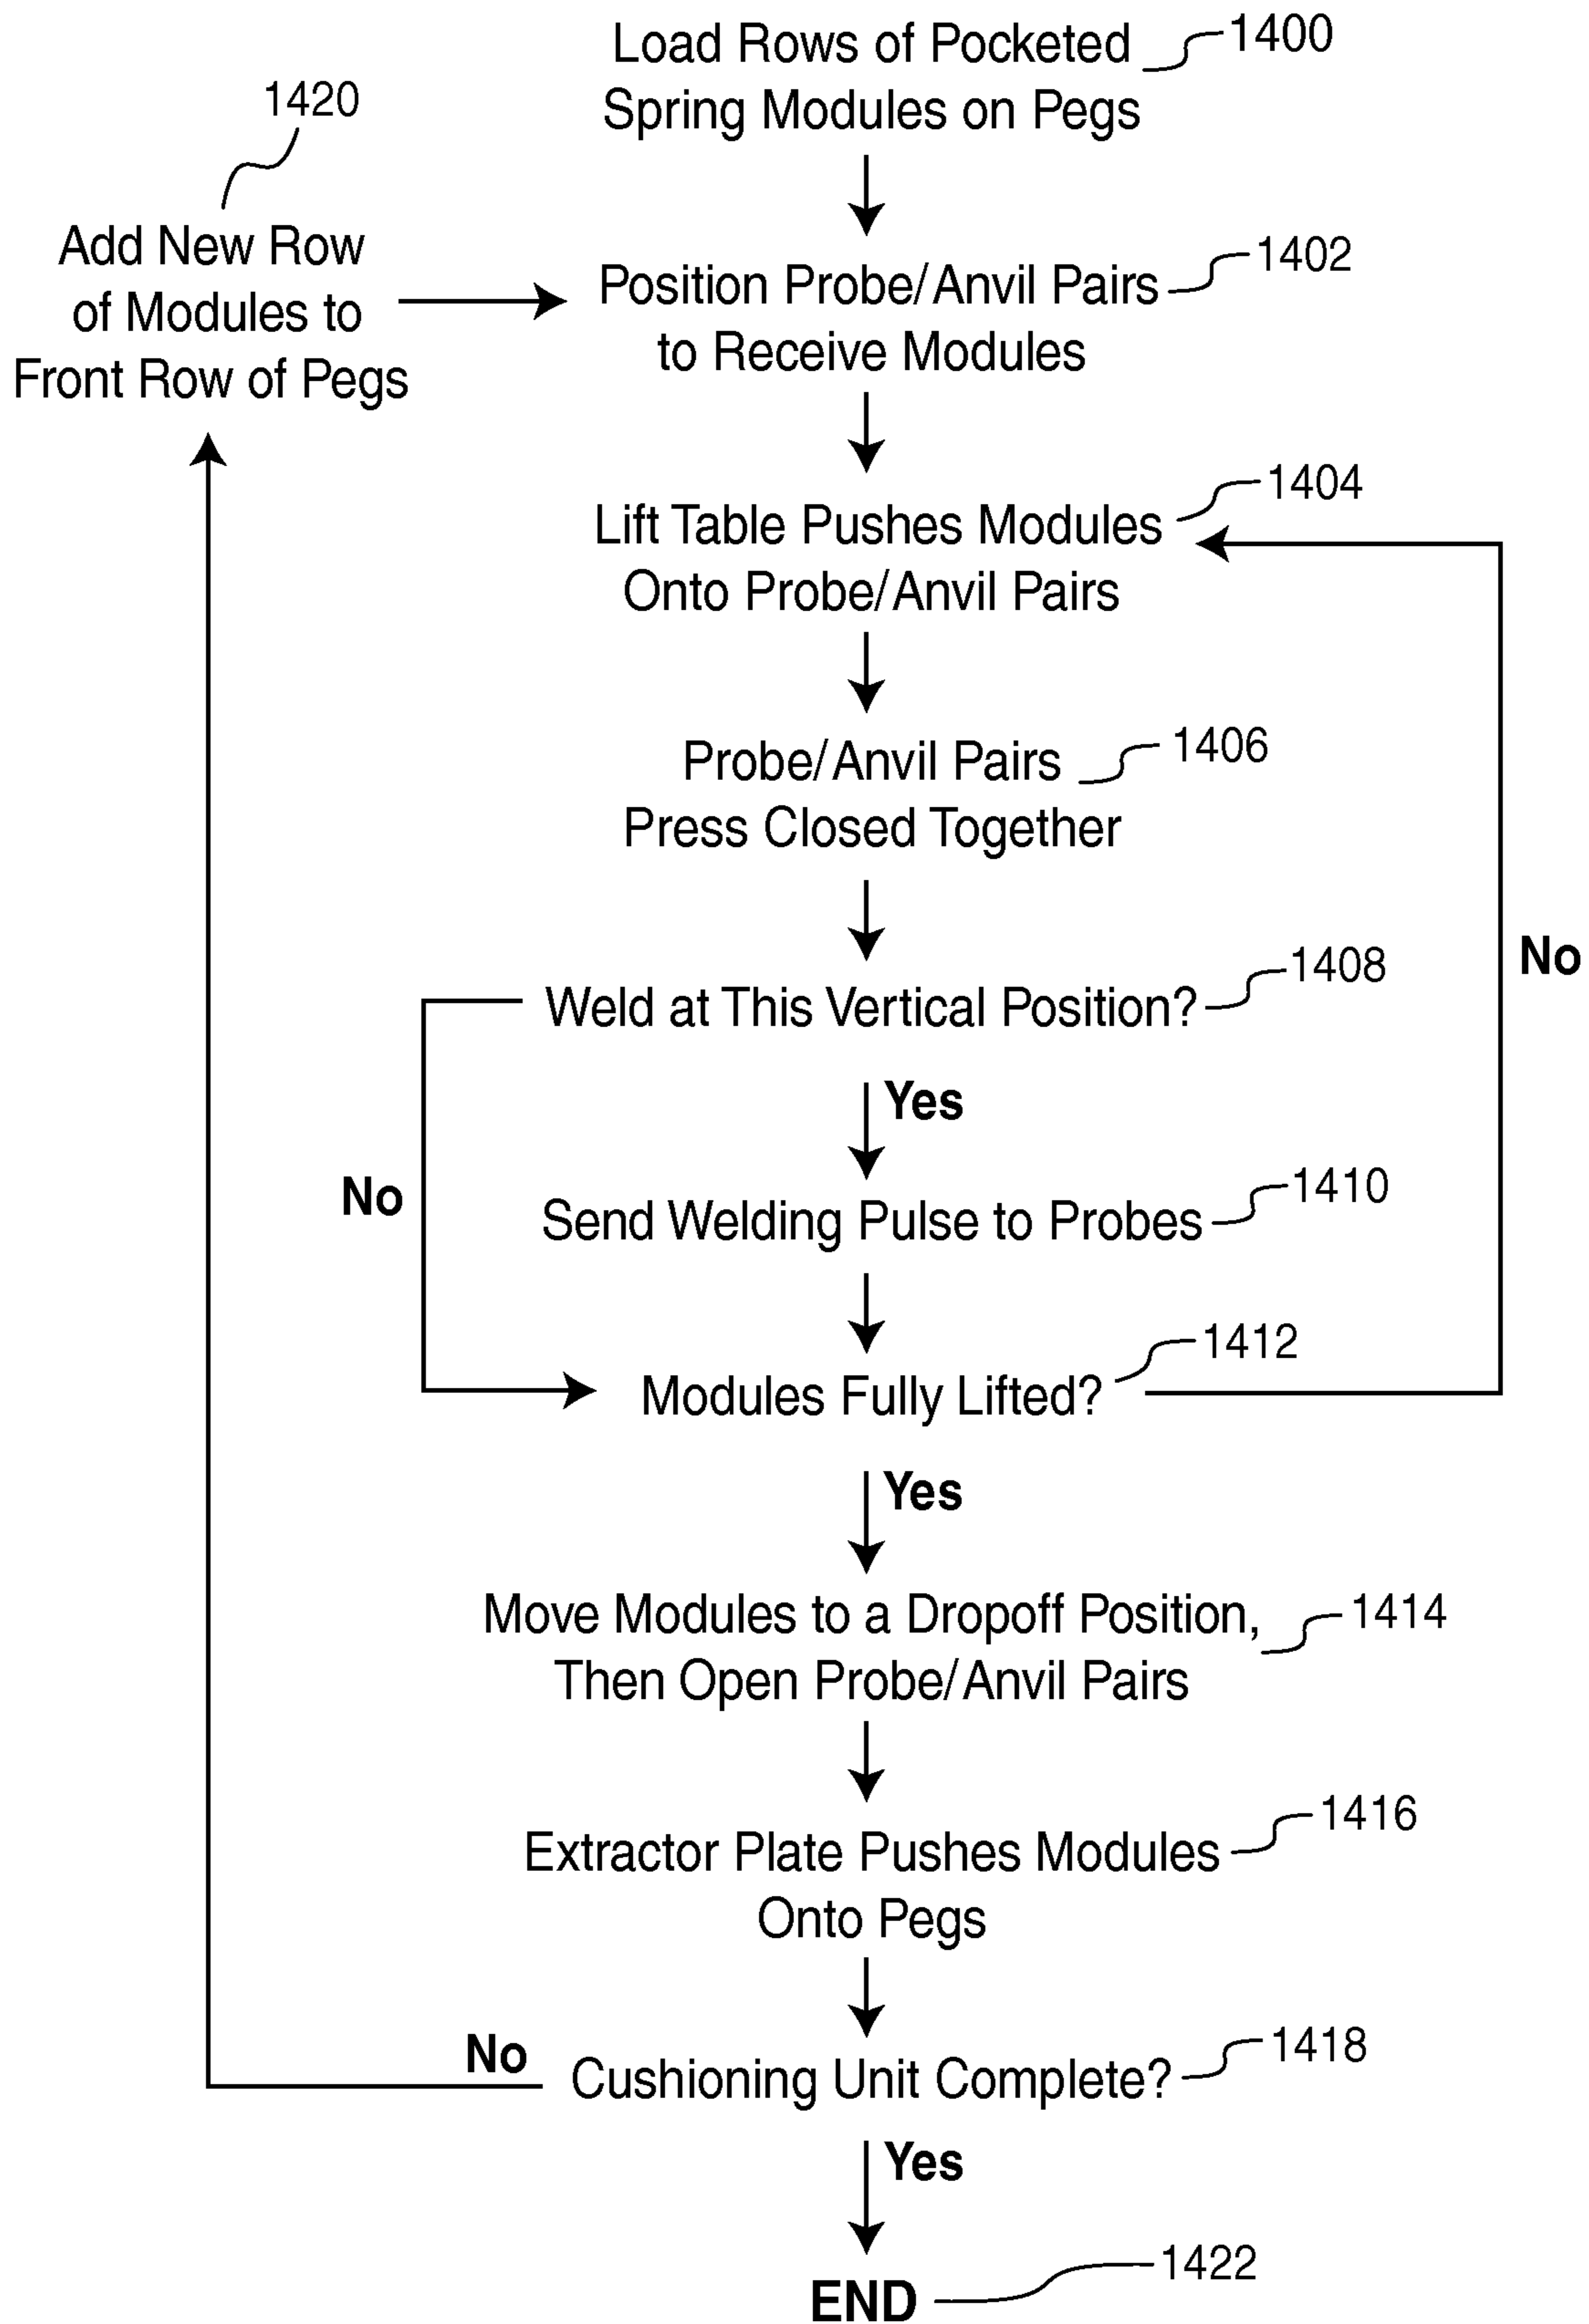 Load Rows of Pocketed
Spring Modules on Pegs
1400
1420
Add New Row
of Modules to
Front Row of Pegs
Position Probe/Anvil Pairs
to Receive Modules
1402
Lift Table Pushes Modules
Onto Probe/Anvil Pairs
1404
Probe/Anvil Pairs
Press Closed Together
1406
No
Weld at This Vertical Position?
1408
Yes
No
Send Welding Pulse to Probes
1410
Modules Fully Lifted?
1412
Yes
Move Modules to a Dropoff Position,
Then Open Probe/Anvil Pairs
1414
Extractor Plate Pushes Modules
Onto Pegs
1416
No
Cushioning Unit Complete?
1418
Yes
END
1422